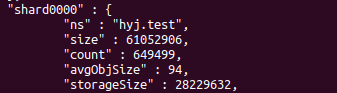 "shard0000" : {
"ns" : "hyj.test",
"size" : 61052906,
"count" : 649499,
"avgObjSize" : 94,
"storageSize" : 28229632,